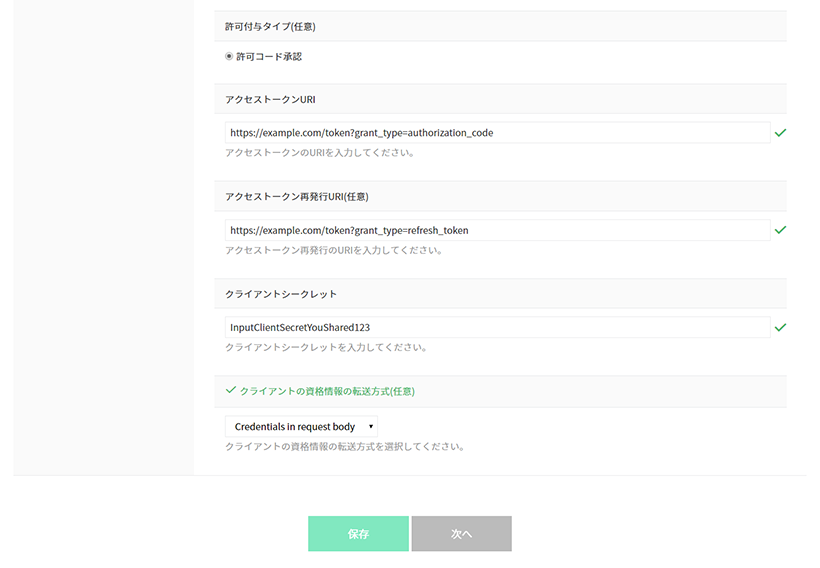 許可付与タイプ(任意)
許可コード承認
アクセストークンURI
https://example.com/token?grant_type=authorization_code
アクセストークンのURIを入力してください。
アクセストークン再発行URI(任意)
https://example.com/token?grant_type=refresh_token
アクセストークン再発行のURIを入力してください。
クライアントシークレット
InputClientSecretYouShared123
クライアントシークレットを入力してください。
クライアントの資格情報の転送方式(任意)
Credentials in request body
クライアントの資格情報の転送方式を選択してください。
保存 次へ